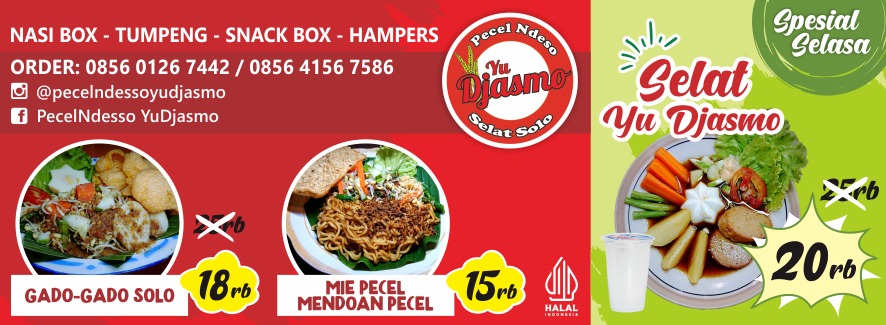 NASI BOX - TUMPENG - SNACK BOX - HAMPERS
ORDER: 0856 0126 7442 / 0856 4156 7586
@pecelndessoyudjasmo
PecelNdesso YuDjasmo
Pecel Ndeso
Yu
Djasmo
Selat Solo
25rb
18rb
GADO-GADO SOLO
15rb
MIE PECEL
MENDOAN PECEL
HALAL
INDONESIA
Spesial
Selasa
Selat
Yu Djasmo
25rb
20rb